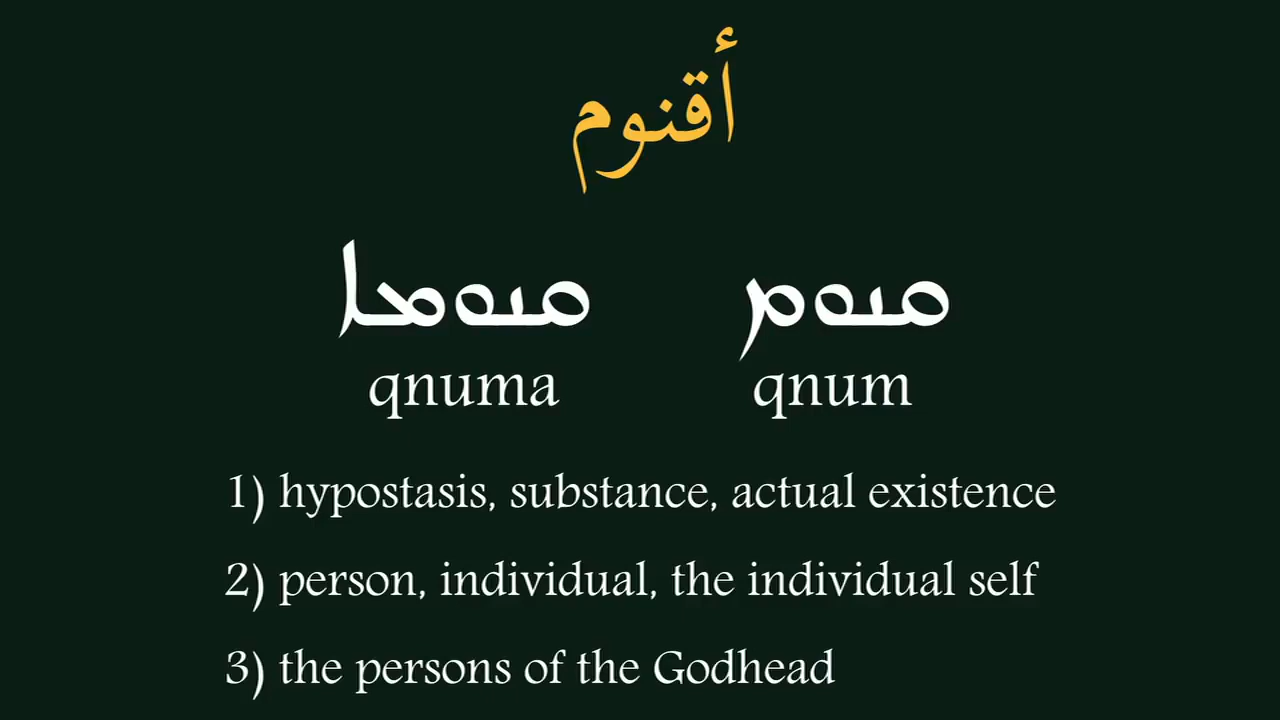 أقنوم
ܩܢܘܡ ܩܢܘܡܐ
qnuma qnum
1) hypostasis, substance, actual existence
2) person, individual, the individual self
3) the persons of the Godhead